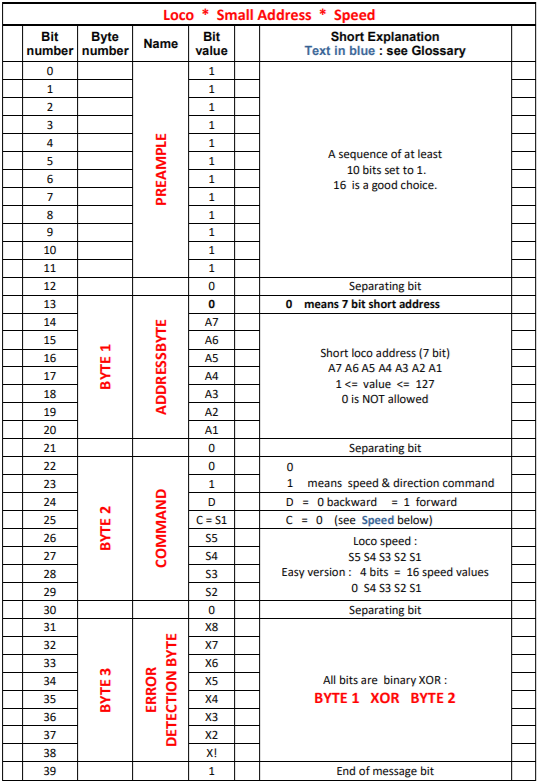 Loco * Small Address * Speed
Bit number Byte number Name Bit value Short Explanation
Text in blue : see Glossary
0 1
1 1
2 1
3 1
4 1
5 1
6 1
7 1
8 1
9 1
10 1
11 1
PREAMPLE
A sequence of at least
10 bits set to 1.
16 is a good choice.
12 0 Separating bit
13 0 0 means 7 bit short address
14 A7
15 A6
16 A5
17 A4
18 A3
19 A2
20 A1
BYTE 1
ADDRESSBYTE
Short loco address (7 bit)
A7 A6 A5 A4 A3 A2 A1
1 <= value <= 127
0 is NOT allowed
21 0 Separating bit
22 0 0
23 1 1 means speed & direction command
24 D D = 0 backward = 1 forward
25 C = S1 C = 0 (see Speed below)
26 S5
27 S4
28 S3
29 S2
BYTE 2
COMMAND
Loco speed :
S5 S4 S3 S2 S1
Easy version : 4 bits = 16 speed values
0 S4 S3 S2 S1
30 0 Separating bit
31 X8
32 X7
33 X6
34 X5
35 X4
36 X3
37 X2
38 X!
BYTE 3
ERROR
DETECTION BYTE
All bits are binary XOR :
BYTE 1 XOR BYTE 2
39 1 End of message bit